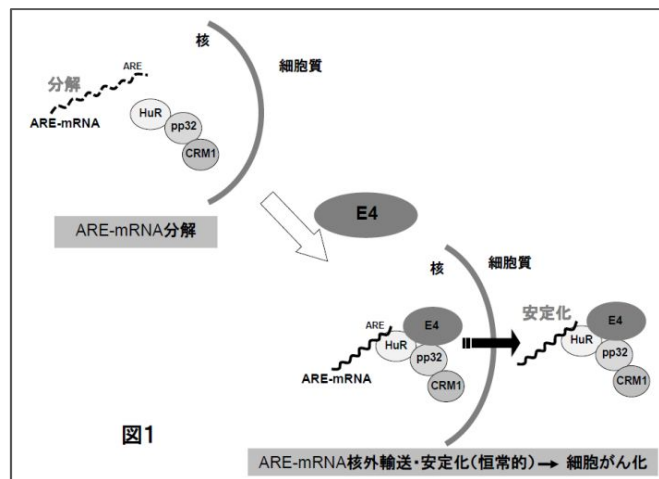 核
細胞質
ARE
分解
ARE-mRNA
HuR
pp32
CRM1
ARE-mRNA分解
E4
核
細胞質
安定化
ARE
E4
E4
HuR
HuR
pp32
pp32
ARE-mRNA
CRM1
CRM1
図1
ARE-mRNA核外輸送・安定化(恒常的)→ 細胞がん化